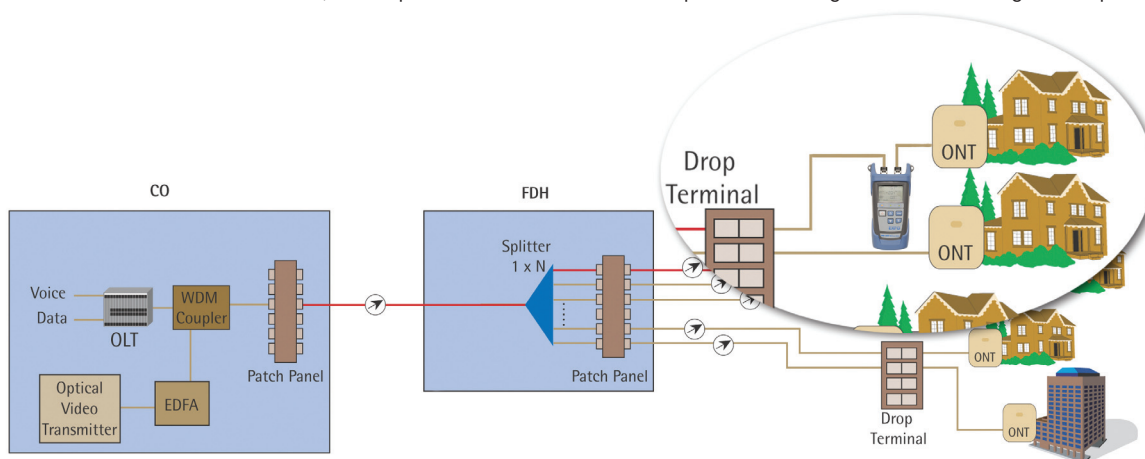 CO
Voice
Data
OLT
WDM
Coupler
Patch Panel
Optical
Video
Transmitter
EDFA
FDH
Splitter
1 x N
Patch Panel
Drop
Terminal
ONT
ONT
ONT
Drop
Terminal
ONT